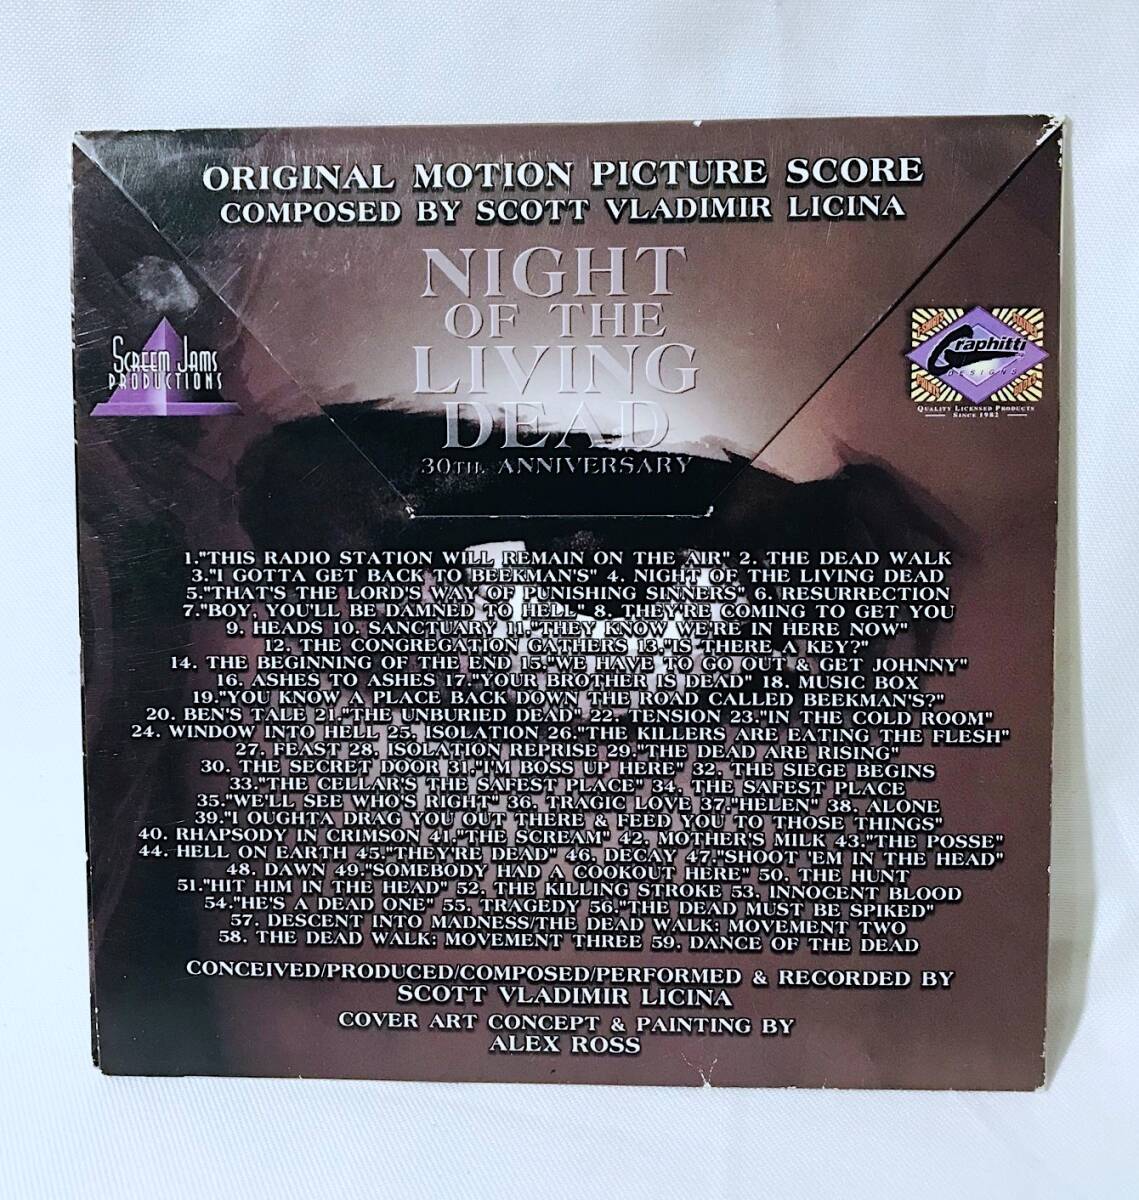 ORIGINAL MOTION PICTURE SCORE
COMPOSED BY SCOTT VLADIMIR LICINA
NIGHT
OF THE
LIVING
DEAD
30TH ANNIVERSARY
SCREEM JAMS
PRODUCTIONS
Graphitti
DESIGNS
QUALITY LICENSED PRODUCTS
SINCE 1982
1."THIS RADIO STATION WILL REMAIN ON THE AIR" 2. THE DEAD WALK
3."I GOTTA GET BACK TO BEEKMAN'S" 4. NIGHT OF THE LIVING DEAD
5."THAT'S THE LORD'S WAY OF PUNISHING SINNERS" 6. RESURRECTION
7."BOY, YOU'LL BE DAMNED TO HELL" 8. THEY'RE COMING TO GET YOU
9. HEADS 10. SANCTUARY 11."THEY KNOW WE'RE IN HERE NOW"
12. THE CONGREGATION GATHERS 13."IS THERE A KEY?"
14. THE BEGINNING OF THE END 15."WE HAVE TO GO OUT & GET JOHNNY"
16. ASHES TO ASHES 17."YOUR BROTHER IS DEAD" 18. MUSIC BOX
19."YOU KNOW A PLACE BACK DOWN THE ROAD CALLED BEEKMAN'S?"
20. BEN'S TALE 21."THE UNBURIED DEAD" 22. TENSION 23."IN THE COLD ROOM"
24. WINDOW INTO HELL 25. ISOLATION 26."THE KILLERS ARE EATING THE FLESH"
27. FEAST 28. ISOLATION REPRISE 29."THE DEAD ARE RISING"
30. THE SECRET DOOR 31."I'M BOSS UP HERE" 32. THE SIEGE BEGINS
33."THE CELLAR'S THE SAFEST PLACE" 34. THE SAFEST PLACE
35."WE'LL SEE WHO'S RIGHT" 36. TRAGIC LOVE 37."HELEN" 38. ALONE
39."I OUGHTA DRAG YOU OUT THERE & FEED YOU TO THOSE THINGS"
40. RHAPSODY IN CRIMSON 41."THE SCREAM" 42. MOTHER'S MILK 43."THE POSSE"
44. HELL ON EARTH 45."THEY'RE DEAD" 46. DECAY 47."SHOOT 'EM IN THE HEAD"
48. DAWN 49."SOMEBODY HAD A COOKOUT HERE" 50. THE HUNT
51."HIT HIM IN THE HEAD" 52. THE KILLING STROKE 53. INNOCENT BLOOD
54."HE'S A DEAD ONE" 55. TRAGEDY 56."THE DEAD MUST BE SPIKED"
57. DESCENT INTO MADNESS/THE DEAD WALK: MOVEMENT TWO
58. THE DEAD WALK: MOVEMENT THREE 59. DANCE OF THE DEAD
CONCEIVED/PRODUCED/COMPOSED/PERFORMED & RECORDED BY
SCOTT VLADIMIR LICINA
COVER ART CONCEPT & PAINTING BY
ALEX ROSS